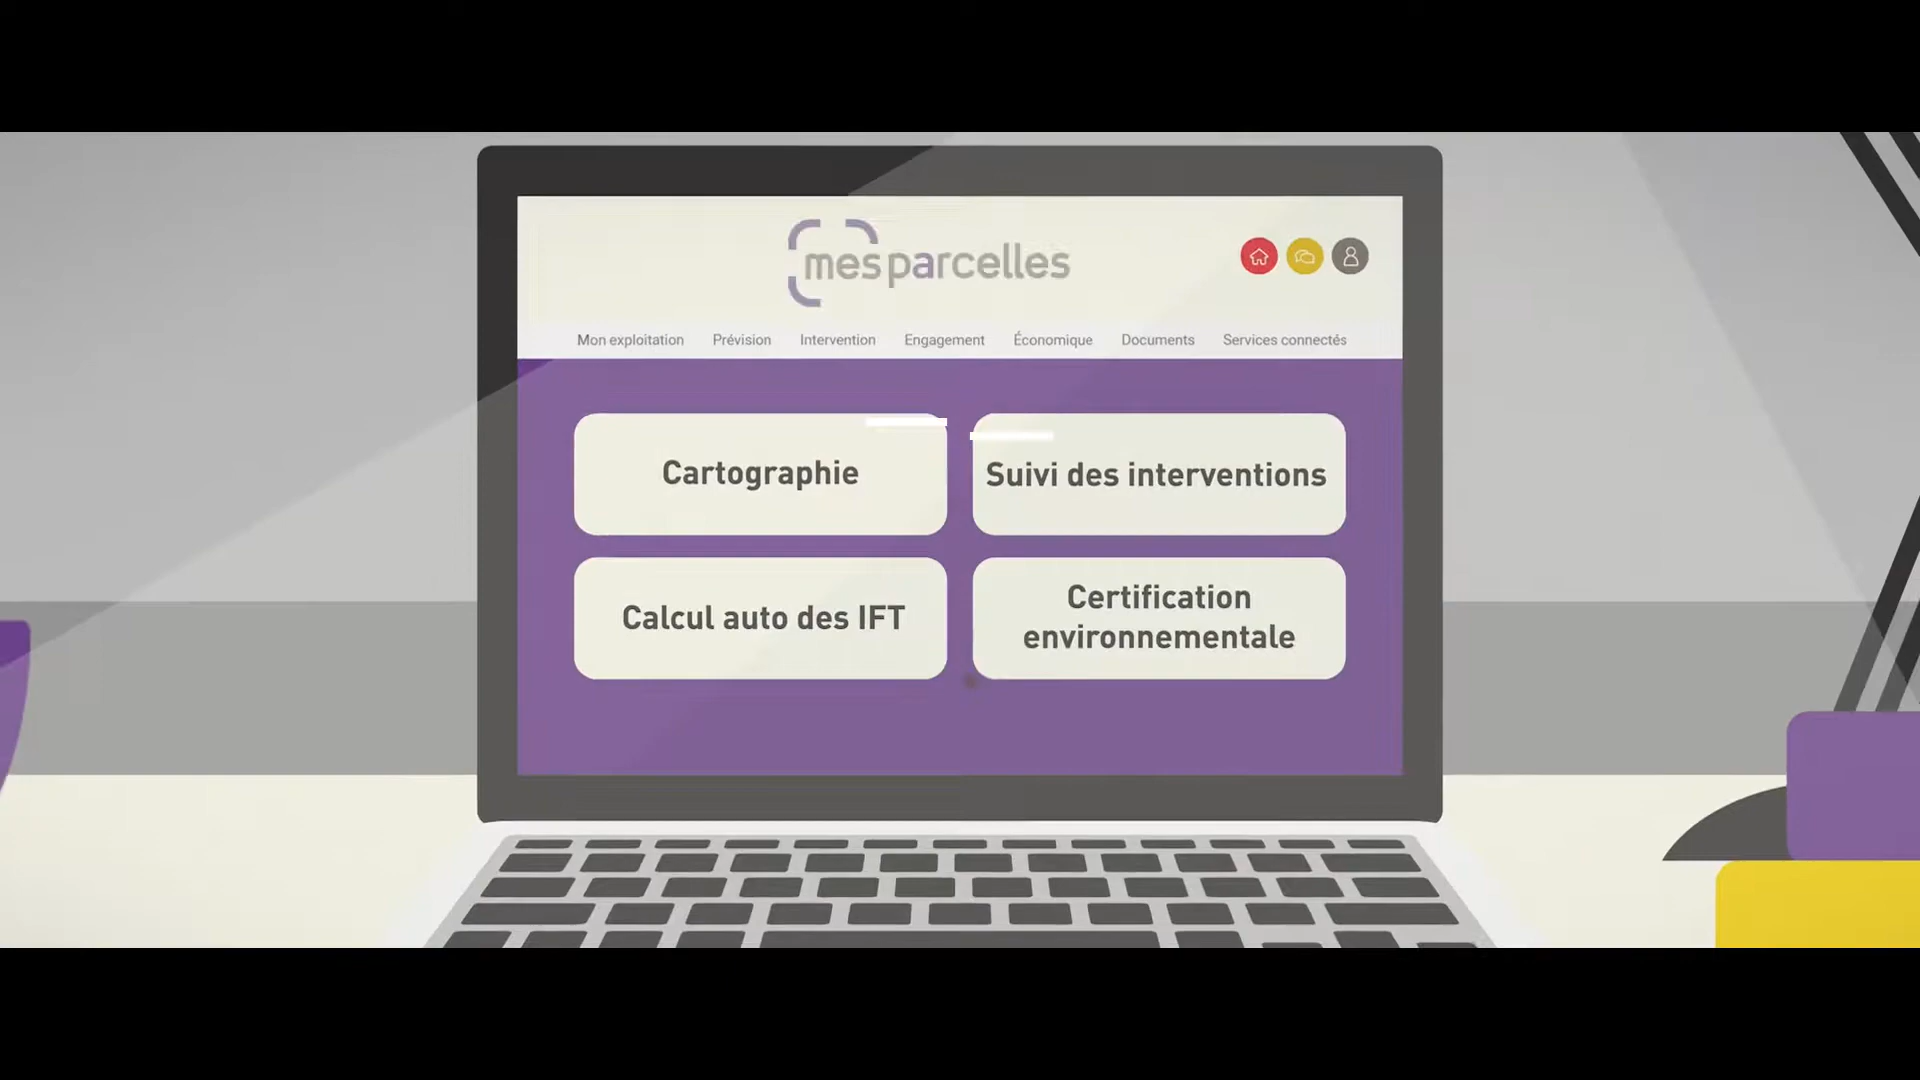 mesparcelles
Mon exploitation Prévision Intervention Engagement Économique Documents Services connectés
Cartographie
Suivi des interventions
Calcul auto des IFT
Certification
environnementale